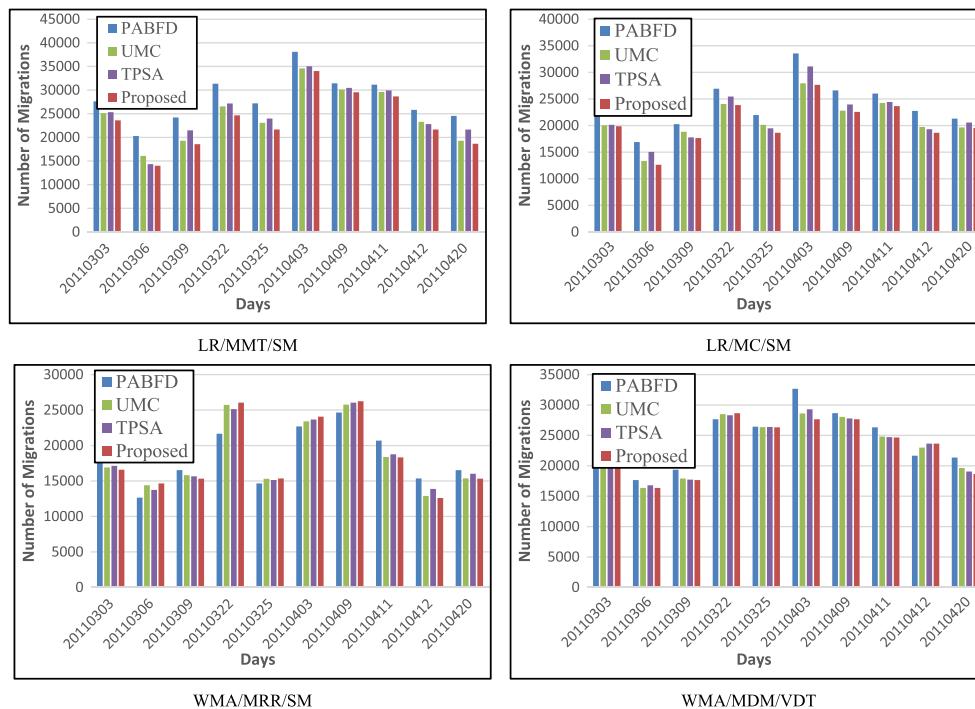 45000
40000
35000
30000
25000
20000
15000
10000
5000
0
Number of Migrations
PABFD
UMC
TPSA
Proposed
20110303
20110306
20110309
20110322
20110325
20110403
20110409
20110411
20110412
20110420
Days
LR/MMT/SM
40000
35000
30000
25000
20000
15000
10000
5000
0
Number of Migrations
PABFD
UMC
TPSA
Proposed
20110303
20110306
20110309
20110322
20110325
20110403
20110409
20110411
20110412
20110420
Days
LR/MC/SM
30000
25000
20000
15000
10000
5000
0
Number of Migrations
PABFD
UMC
TPSA
Proposed
20110303
20110306
20110309
20110322
20110325
20110403
20110409
20110411
20110412
20110420
Days
WMA/MRR/SM
35000
30000
25000
20000
15000
10000
5000
0
Number of Migrations
PABFD
UMC
TPSA
Proposed
20110303
20110306
20110309
20110322
20110325
20110403
20110409
20110411
20110412
20110420
Days
WMA/MDM/VDT